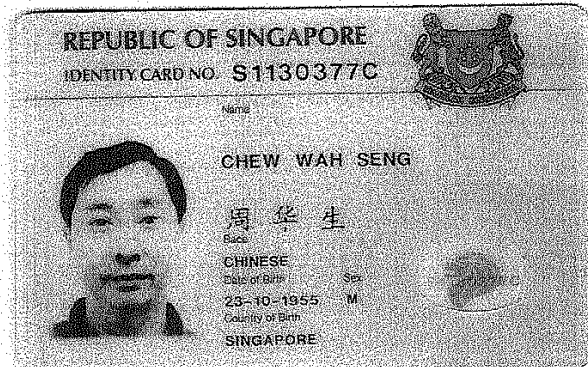 REPUBLIC OF SINGAPORE
IDENTITY CARD NO. S1130377C
Name
CHEW WAH SENG
周华生
Race
CHINESE
Date of Birth Sex
23-10-1955 M
Country of Birth
SINGAPORE